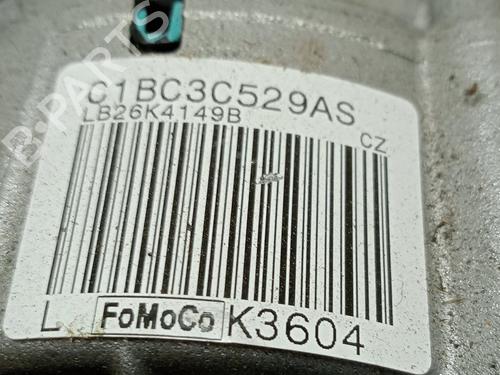 C1BC3C529AS
LB26K4149B
CZ
L FoMoCo K3604
B-PARTS